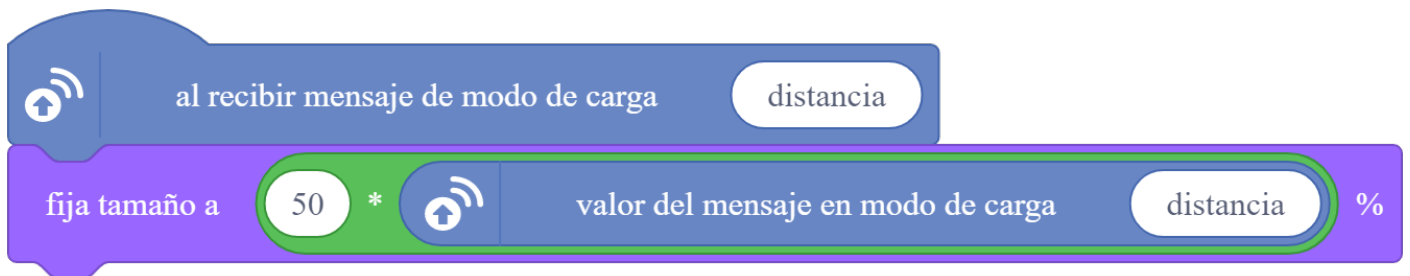 al recibir mensaje de modo de carga distancia
fija tamaño a 50 * valor del mensaje en modo de carga distancia %